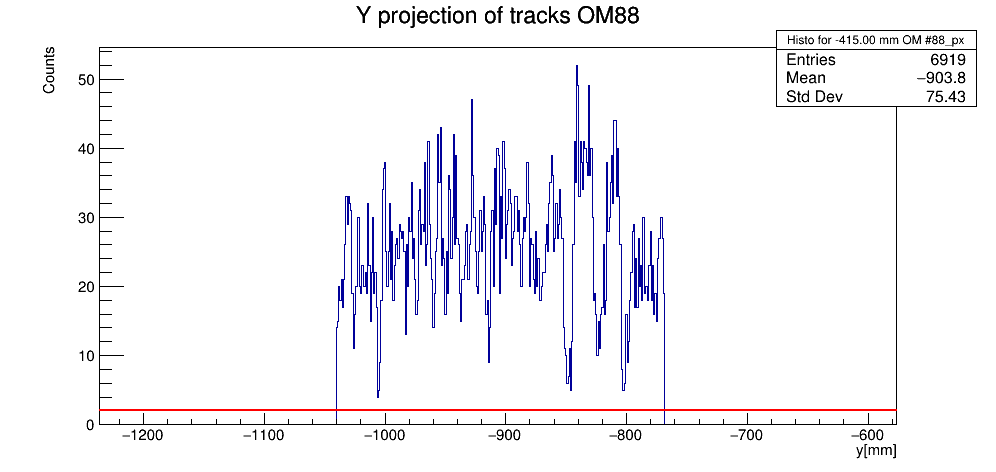 Y projection of tracks OM88
Histo for -415.00 mm OM #88_px
Entries 6919
Mean −903.8
Std Dev 75.43
Counts
50
40
30
20
10
0
−1200 −1100 −1000 −900 −800 −700 −600
y[mm]